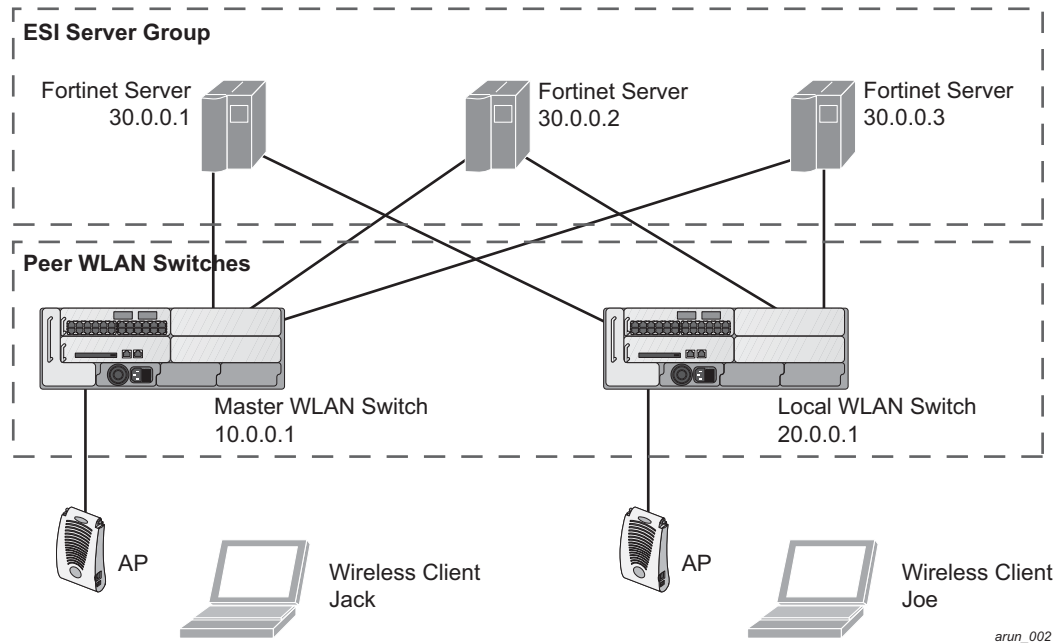 ESI Server Group
Fortinet Server
30.0.0.1
Fortinet Server
30.0.0.2
Fortinet Server
30.0.0.3
Peer WLAN Switches
Master WLAN Switch
10.0.0.1
Local WLAN Switch
20.0.0.1
AP
Wireless Client
Jack
AP
Wireless Client
Joe
arun_002